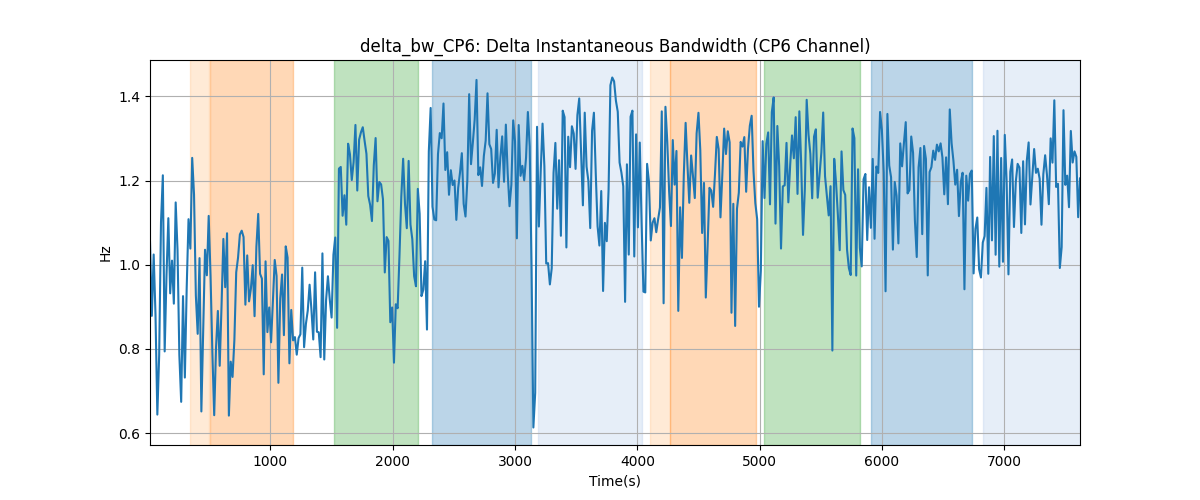 delta_bw_CP6: Delta Instantaneous Bandwidth (CP6 Channel)
Hz
1.4
1.2
1.0
0.8
0.6
1000 2000 3000 4000 5000 6000 7000
Time(s)